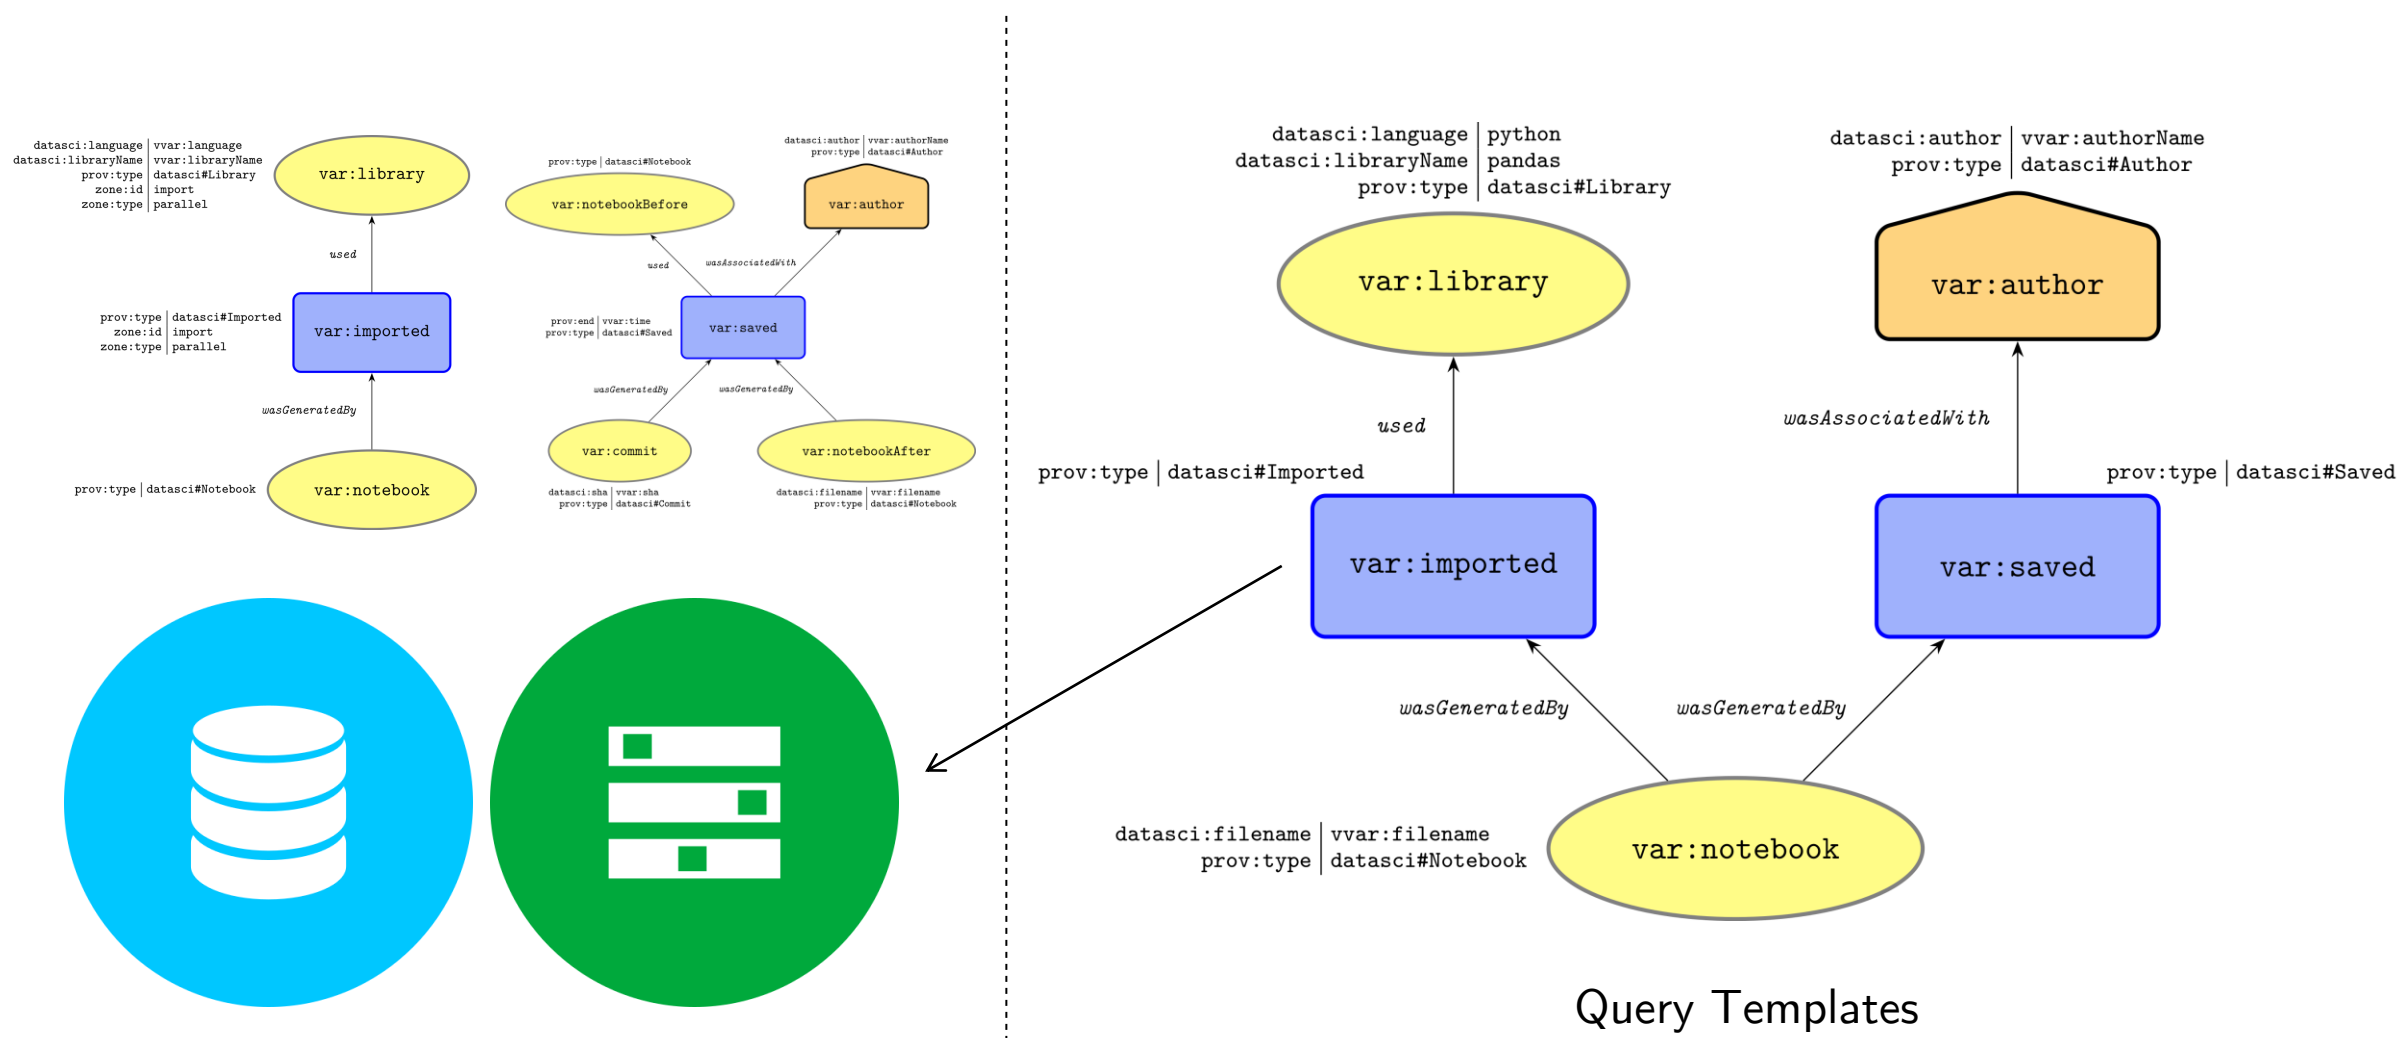 datasci:language | vvar:language
datasci:libraryName | vvar:libraryName
prov:type | datasci#Library
zone:id | import
zone:type | parallel
var:library
used
prov:type | datasci#Imported
zone:id | import
zone:type | parallel
var:imported
wasGeneratedBy
prov:type | datasci#Notebook
var:notebook
prov:type | datasci#Notebook
var:notebookBefore
datasci:author | vvar:authorName
prov:type | datasci#Author
var:author
used
wasAssociatedWith
prov:end | vvar:time
prov:type | datasci#Saved
var:saved
wasGeneratedBy
wasGeneratedBy
var:commit
datasci:sha | vvar:sha
prov:type | datasci#Commit
var:notebookAfter
datasci:filename | vvar:filename
prov:type | datasci#Notebook
datasci:language | python
datasci:libraryName | pandas
prov:type | datasci#Library
var:library
datasci:author | vvar:authorName
prov:type | datasci#Author
var:author
used
wasAssociatedWith
prov:type | datasci#Imported
var:imported
prov:type | datasci#Saved
var:saved
wasGeneratedBy
wasGeneratedBy
datasci:filename | vvar:filename
prov:type | datasci#Notebook
var:notebook
Query Templates